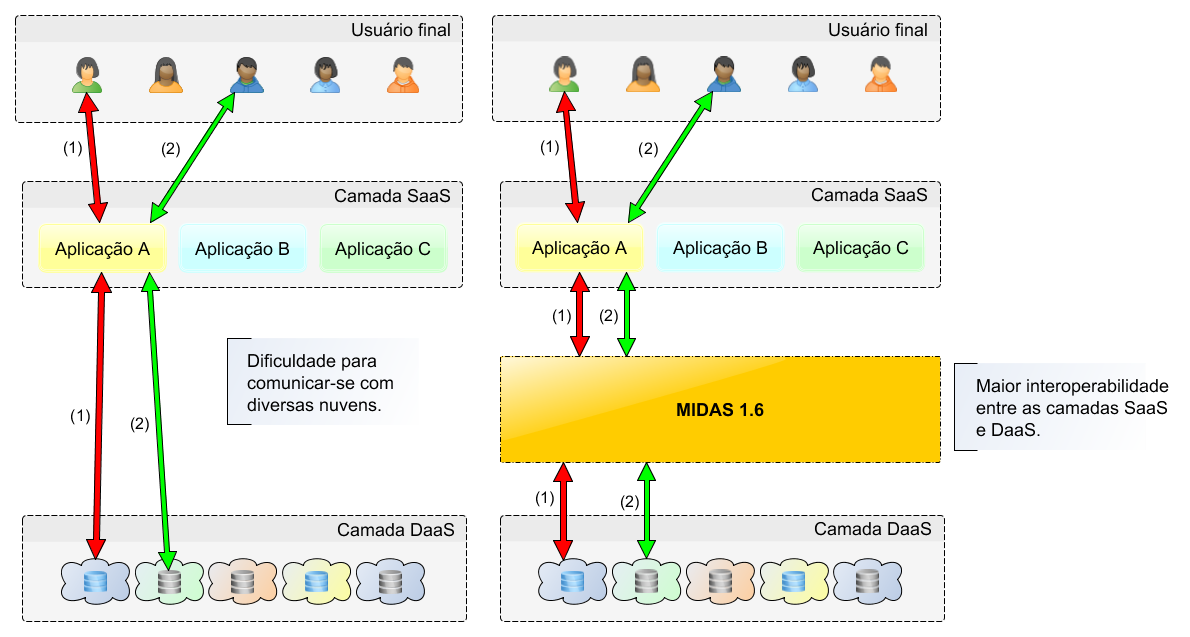 Usuário final
(1)
(2)
Camada SaaS
Aplicação A
Aplicação B
Aplicação C
Dificuldade para
comunicar-se com
diversas nuvens.
(1)
(2)
Camada DaaS
Usuário final
(1)
(2)
Camada SaaS
Aplicação A
Aplicação B
Aplicação C
(1)
(2)
MIDAS 1.6
Maior interoperabilidade
entre as camadas SaaS
e DaaS.
(1)
(2)
Camada DaaS